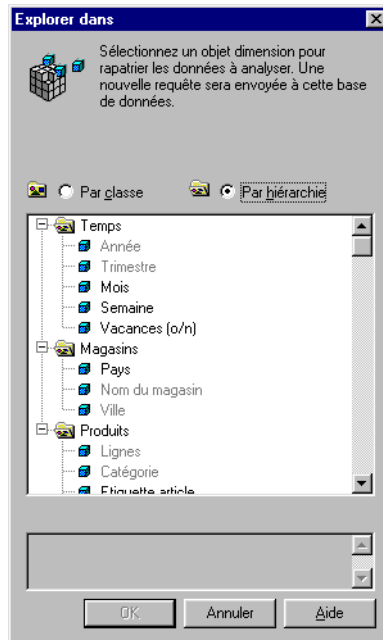 Explorer dans
Sélectionnez un objet dimension pour
rapatrier les données à analyser. Une
nouvelle requête sera envoyée à cette base
de données.
Par classe
Par hiérarchie
Temps
Année
Trimestre
Mois
Semaine
Vacances (o/n)
Magasins
Pays
Nom du magasin
Ville
Produits
Lignes
Catégorie
Etiquette article
OK
Annuler
Aide